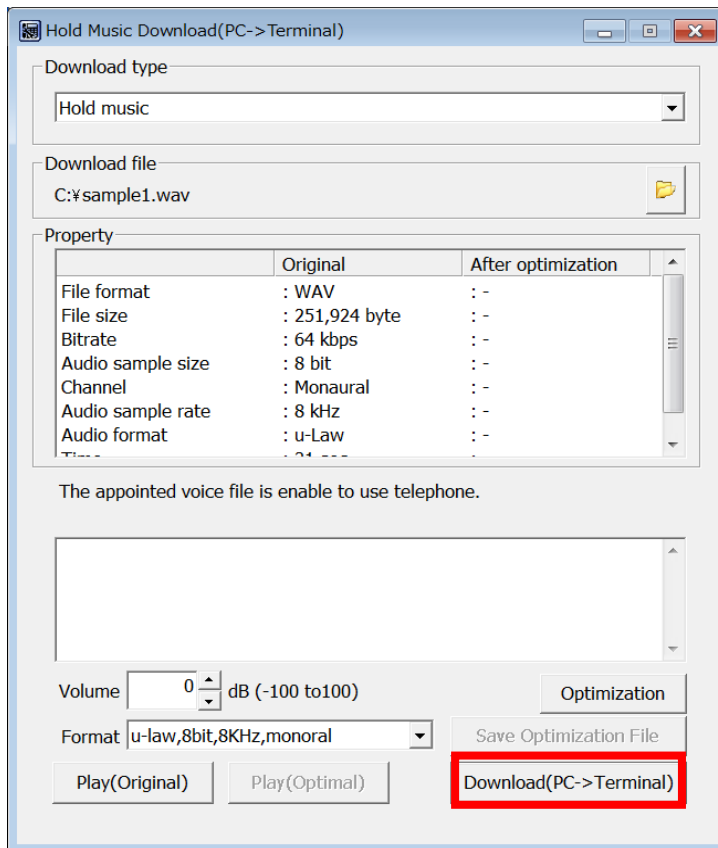 Hold Music Download(PC->Terminal)
Download type
Hold music
Download file
C:¥sample1.wav
Property
Original After optimization
File format : WAV : -
File size : 251,924 byte : -
Bitrate : 64 kbps : -
Audio sample size : 8 bit : -
Channel : Monaural : -
Audio sample rate : 8 kHz : -
Audio format : u-Law : -
The appointed voice file is enable to use telephone.
Volume 0 dB (-100 to100)
Optimization
Format u-law,8bit,8KHz,monoral
Save Optimization File
Play(Original) Play(Optimal) Download(PC->Terminal)